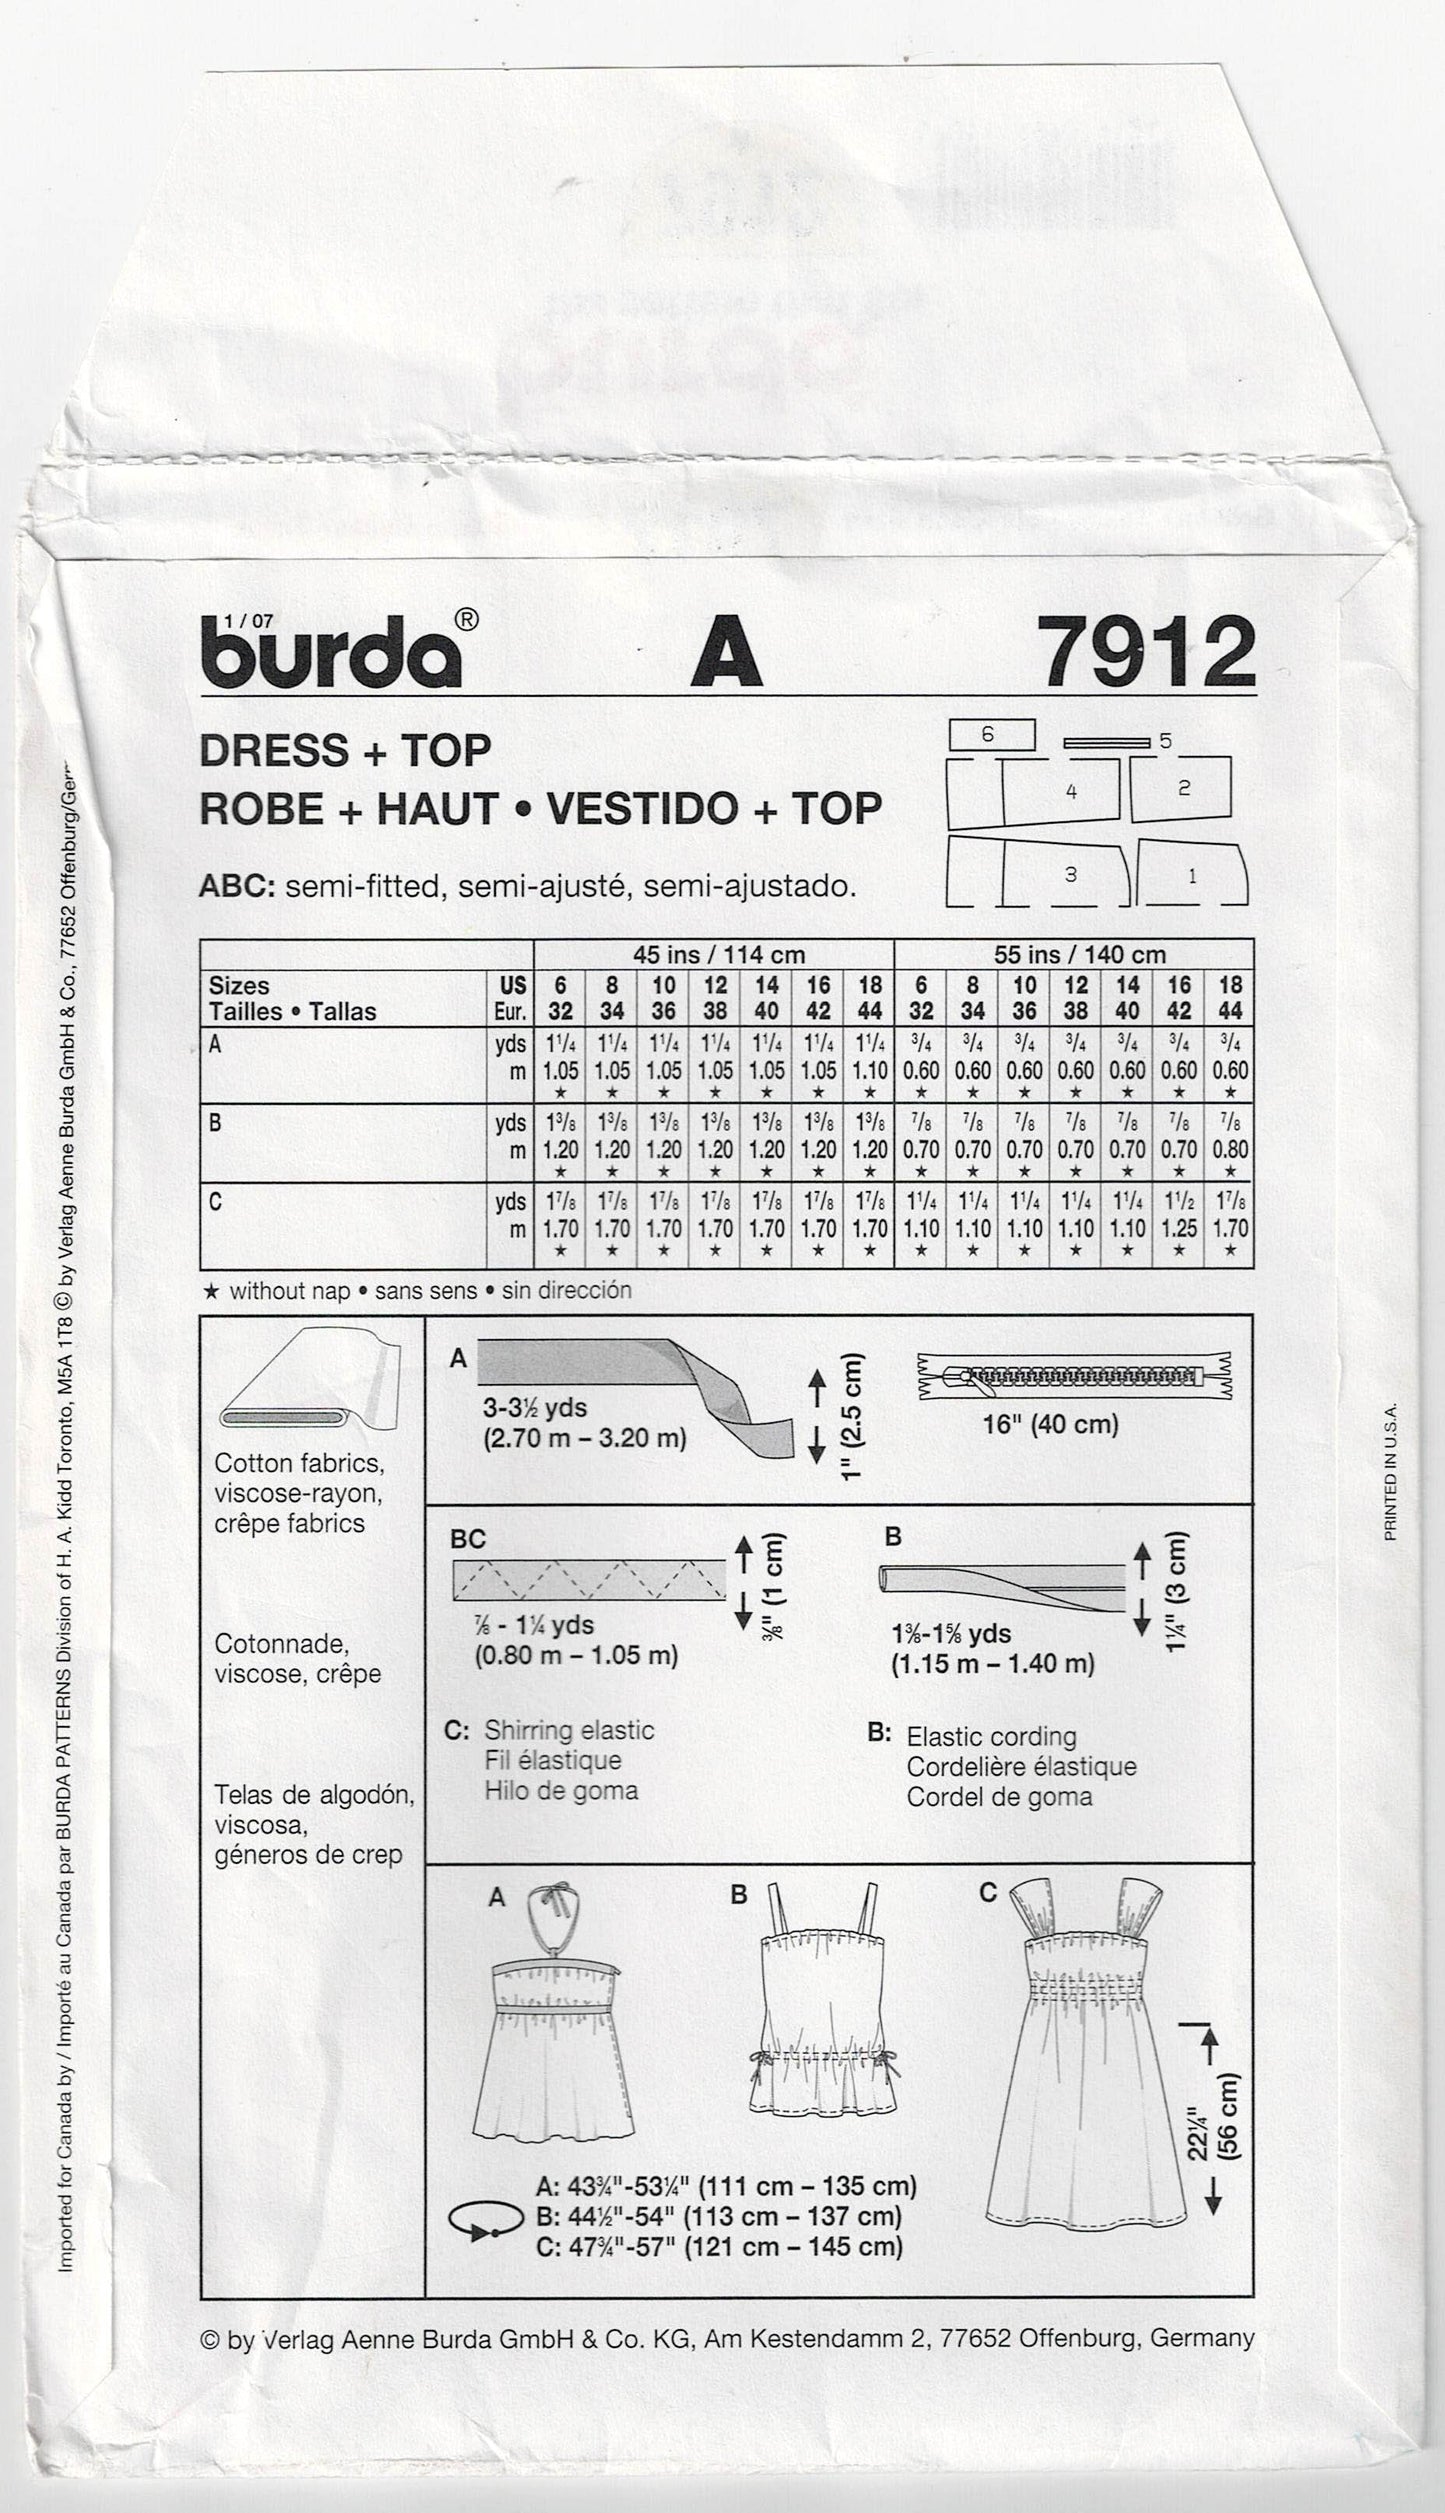 1 / 07
burda® A 7912
DRESS + TOP
ROBE + HAUT • VESTIDO + TOP
ABC: semi-fitted, semi-ajusté, semi-ajustado.
6
5
4
2
3
1
45 ins / 114 cm 55 ins / 140 cm
Sizes US 6 8 10 12 14 16 18 6 8 10 12 14 16 18
Tailles • Tallas Eur. 32 34 36 38 40 42 44 32 34 36 38 40 42 44
A yds 1¼ 1¼ 1¼ 1¼ 1¼ 1¼ 1¼ ¾ ¾ ¾ ¾ ¾ ¾ ¾
m 1.05 1.05 1.05 1.05 1.05 1.05 1.10 0.60 0.60 0.60 0.60 0.60 0.60 0.60
★ ★ ★ ★ ★ ★ ★ ★ ★ ★ ★ ★ ★ ★
B yds 1⅜ 1⅜ 1⅜ 1⅜ 1⅜ 1⅜ 1⅜ ⅞ ⅞ ⅞ ⅞ ⅞ ⅞ ⅞
m 1.20 1.20 1.20 1.20 1.20 1.20 1.20 0.70 0.70 0.70 0.70 0.70 0.70 0.80
★ ★ ★ ★ ★ ★ ★ ★ ★ ★ ★ ★ ★ ★
C yds 1⅞ 1⅞ 1⅞ 1⅞ 1⅞ 1⅞ 1⅞ 1¼ 1¼ 1¼ 1¼ 1¼ 1½ 1⅞
m 1.70 1.70 1.70 1.70 1.70 1.70 1.70 1.10 1.10 1.10 1.10 1.10 1.25 1.70
★ ★ ★ ★ ★ ★ ★ ★ ★ ★ ★ ★ ★ ★
★ without nap • sans sens • sin dirección
Cotton fabrics,
viscose-rayon,
crêpe fabrics
Cotonnade,
viscose, crêpe
Telas de algodón,
viscosa,
géneros de crep
A
3-3½ yds
(2.70 m – 3.20 m)
1" (2.5 cm)
16" (40 cm)
BC
⅞ - 1¼ yds
(0.80 m – 1.05 m)
⅜" (1 cm)
B
1⅜-1⅝ yds
(1.15 m – 1.40 m)
1¼" (3 cm)
C: Shirring elastic
Fil élastique
Hilo de goma
B: Elastic cording
Cordelière élastique
Cordel de goma
A
B
C
22¼"
(56 cm)
A: 43¾"-53¼" (111 cm – 135 cm)
B: 44½"-54" (113 cm – 137 cm)
C: 47¾"-57" (121 cm – 145 cm)
© by Verlag Aenne Burda GmbH & Co. KG, Am Kestendamm 2, 77652 Offenburg, Germany
Imported for Canada by / Importé au Canada par BURDA PATTERNS Division of H. A. Kidd Toronto, M5A 1T8 © by Verlag Aenne Burda GmbH & Co., 77652 Offenburg/Ger
PRINTED IN U.S.A.